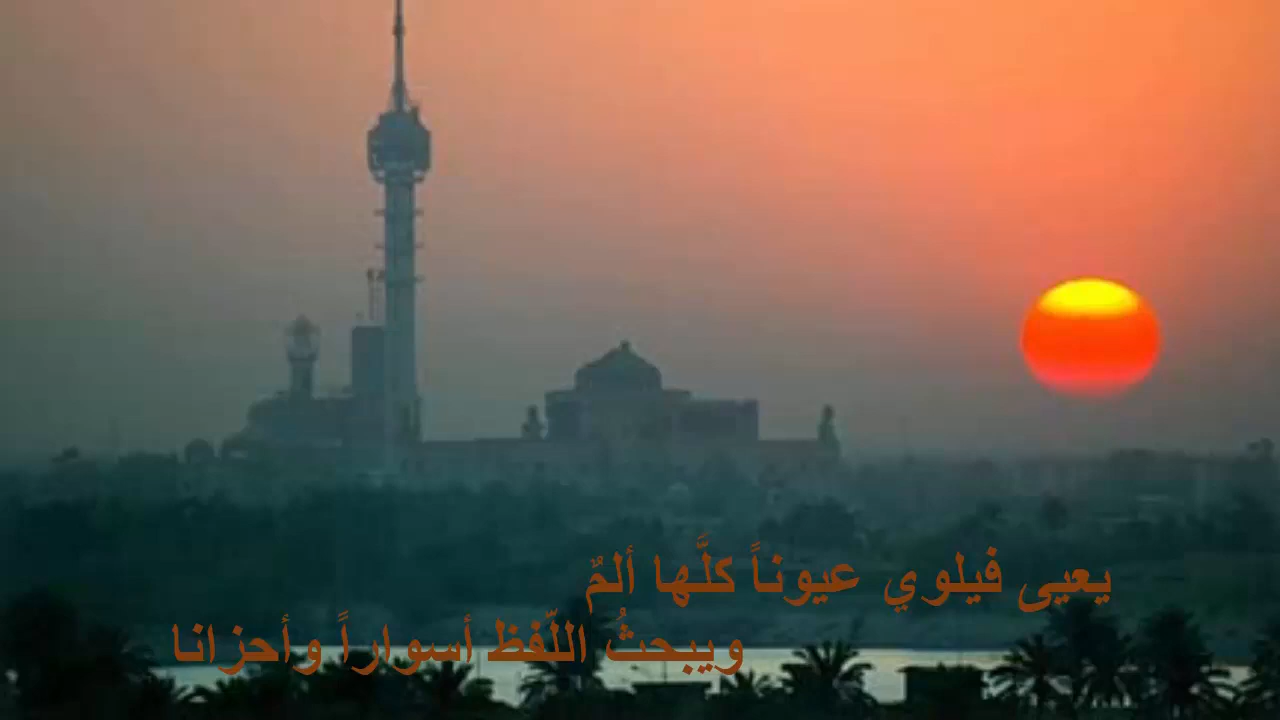 يعيى فيلوي عيوناً كلَّها ألمٌ
ويبحثُ اللّفظ أسواراً وأحزانا